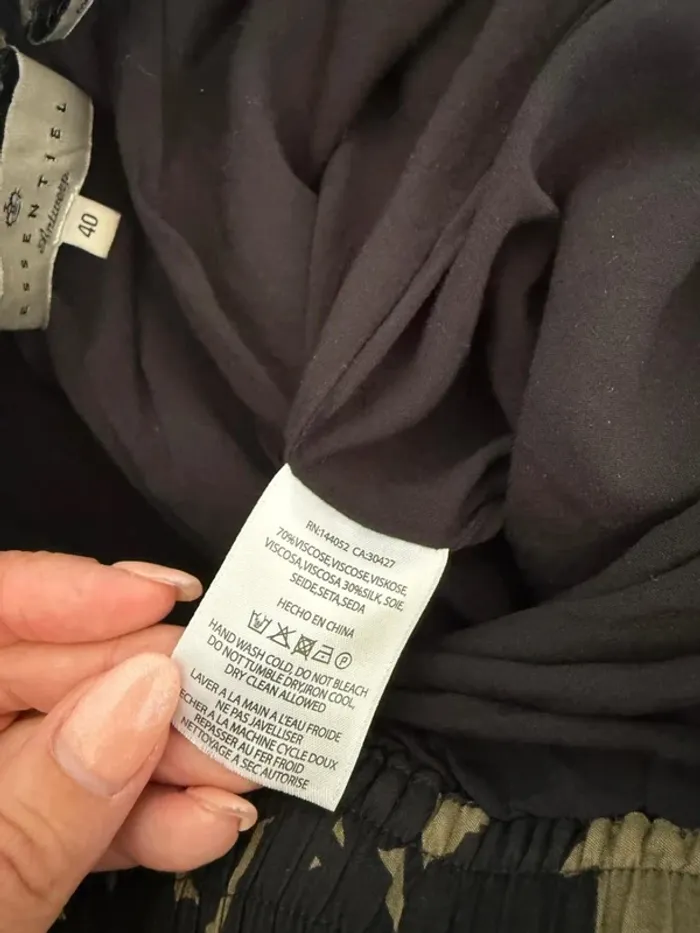 ESSENTIEL
Antwerp
40
RN:144052 CA:30427
70%VISCOSE,VISCOSE,VISKOSE,
VISCOSA,VISCOSA 30%SILK, SOIE
SEIDE,SETA,SEDA
HECHO EN CHINA
HAND WASH COLD, DO NOT BLEACH
DO NOT TUMBLE DRY,IRON COOL,
DRY CLEAN ALLOWED
LAVER A LA MAIN A L'EAU FROIDE
NE PAS JAVELLISER
ECHER A LA MACHINE CYCLE DOUX
REPASSER AU FER FROID
NETTOYAGE A SEC AUTORISE